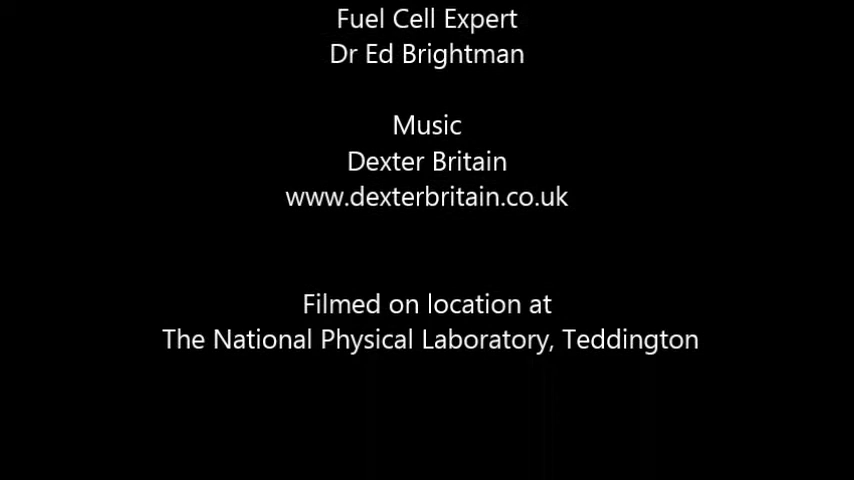 Fuel Cell Expert
Dr Ed Brightman
Music
Dexter Britain
www.dexterbritain.co.uk
Filmed on location at
The National Physical Laboratory, Teddington